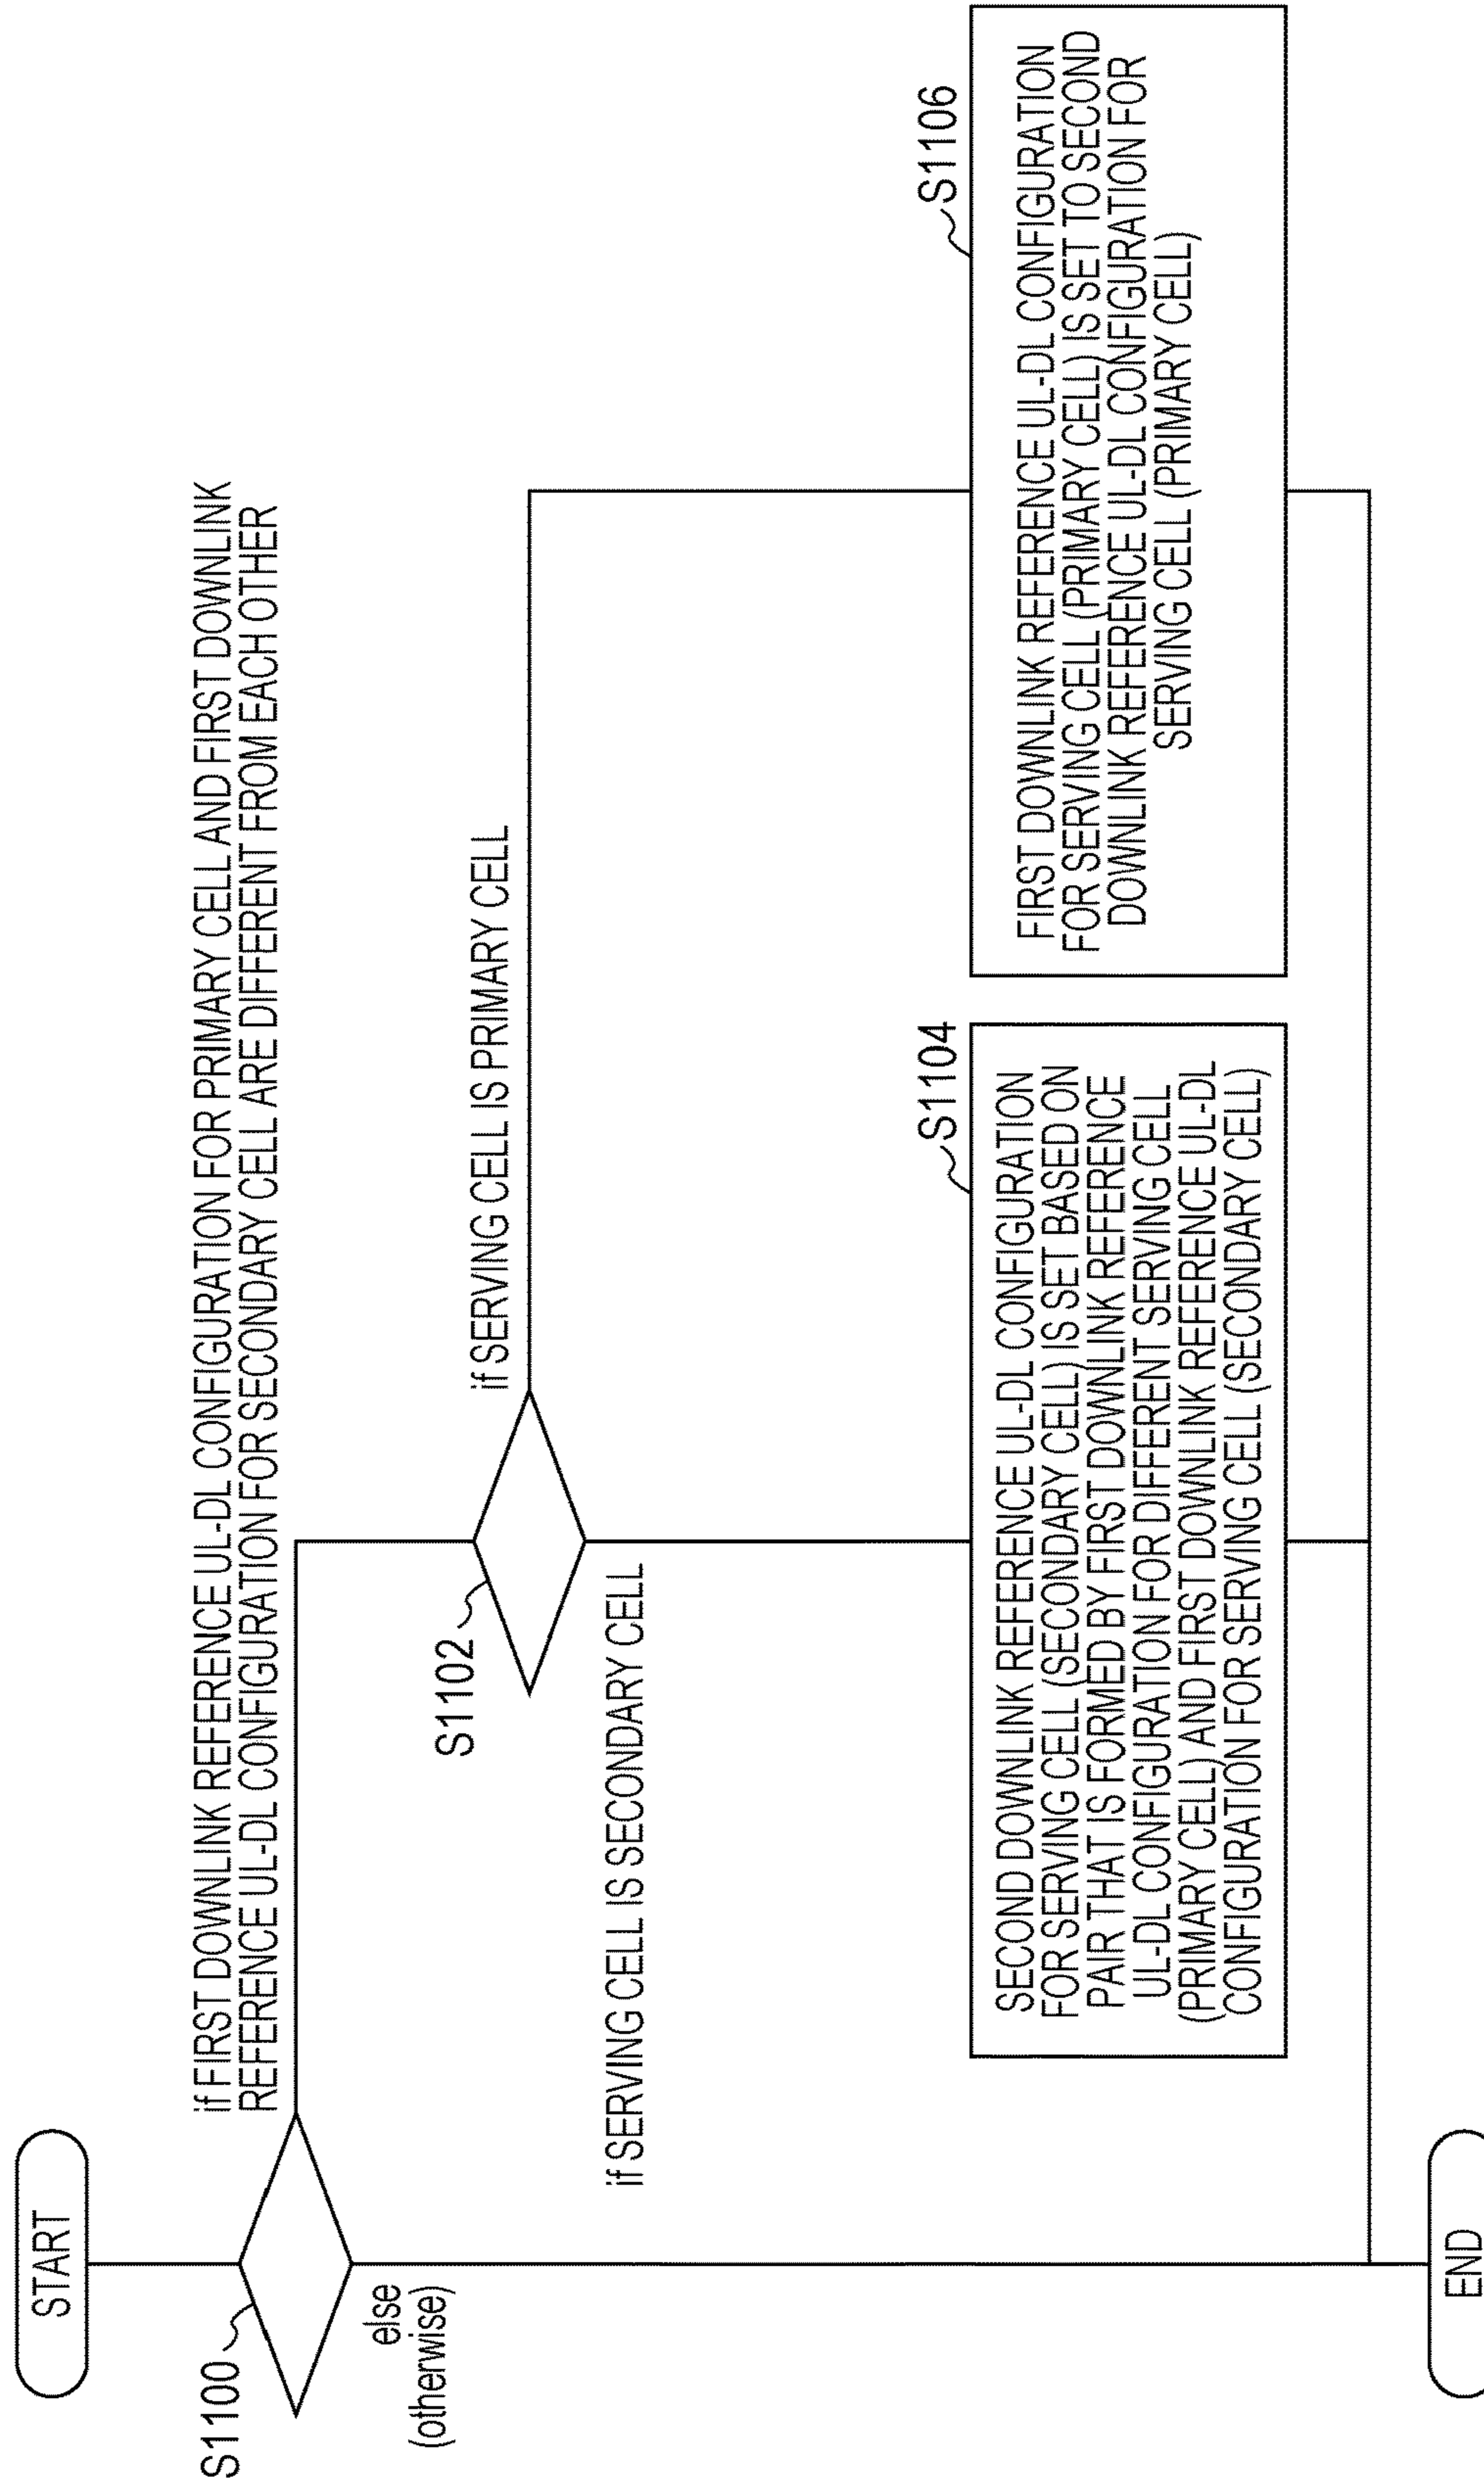 START
S1100
if FIRST DOWNLINK REFERENCE UL-DL CONFIGURATION FOR PRIMARY CELL AND FIRST DOWNLINK
REFERENCE UL-DL CONFIGURATION FOR SECONDARY CELL ARE DIFFERENT FROM EACH OTHER
else
(otherwise)
S1102
if SERVING CELL IS PRIMARY CELL
if SERVING CELL IS SECONDARY CELL
S1104
SECOND DOWNLINK REFERENCE UL-DL CONFIGURATION
FOR SERVING CELL (SECONDARY CELL) IS SET BASED ON
PAIR THAT IS FORMED BY FIRST DOWNLINK REFERENCE
UL-DL CONFIGURATION FOR DIFFERENT SERVING CELL
(PRIMARY CELL) AND FIRST DOWNLINK REFERENCE UL-DL
CONFIGURATION FOR SERVING CELL (SECONDARY CELL)
S1106
FIRST DOWNLINK REFERENCE UL-DL CONFIGURATION
FOR SERVING CELL (PRIMARY CELL) IS SET TO SECOND
DOWNLINK REFERENCE UL-DL CONFIGURATION FOR
SERVING CELL (PRIMARY CELL)
END